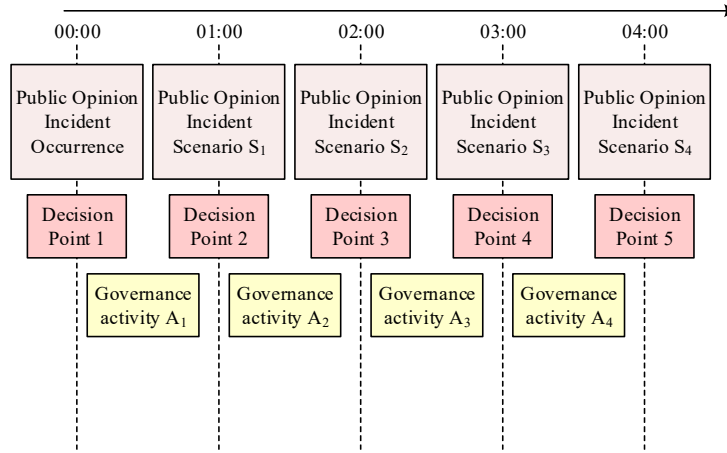 00:00 01:00 02:00 03:00 04:00
Public Opinion
Incident
Occurrence
Public Opinion
Incident
Scenario S₁
Public Opinion
Incident
Scenario S₂
Public Opinion
Incident
Scenario S₃
Public Opinion
Incident
Scenario S₄
Decision
Point 1
Decision
Point 2
Decision
Point 3
Decision
Point 4
Decision
Point 5
Governance
activity A₁
Governance
activity A₂
Governance
activity A₃
Governance
activity A₄